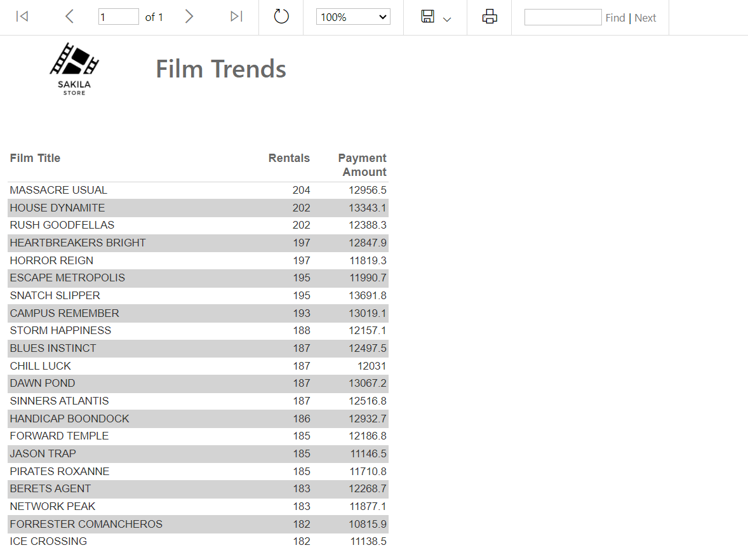 1 of 1 100% Find | Next
SAKILA
STORE
Film Trends
Film Title Rentals Payment
Amount
MASSACRE USUAL 204 12956.5
HOUSE DYNAMITE 202 13343.1
RUSH GOODFELLAS 202 12388.3
HEARTBREAKERS BRIGHT 197 12847.9
HORROR REIGN 197 11819.3
ESCAPE METROPOLIS 195 11990.7
SNATCH SLIPPER 195 13691.8
CAMPUS REMEMBER 193 13019.1
STORM HAPPINESS 188 12157.1
BLUES INSTINCT 187 12497.5
CHILL LUCK 187 12031
DAWN POND 187 13067.2
SINNERS ATLANTIS 187 12516.8
HANDICAP BOONDOCK 186 12932.7
FORWARD TEMPLE 185 12186.8
JASON TRAP 185 11146.5
PIRATES ROXANNE 185 11710.8
BERETS AGENT 183 12268.7
NETWORK PEAK 183 11877.1
FORRESTER COMANCHEROS 182 10815.9
ICE CROSSING 182 11138.5